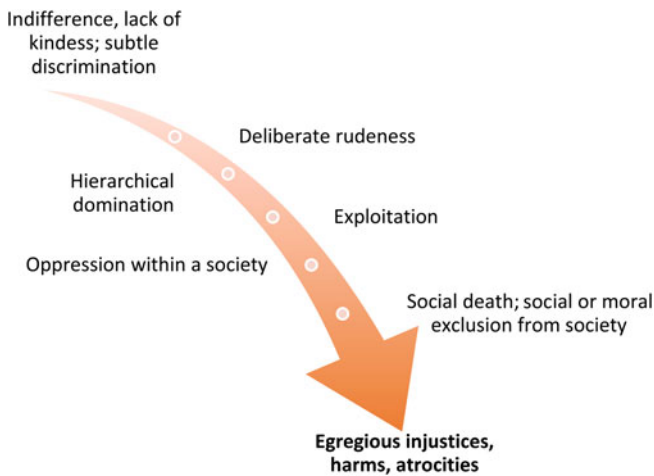 Indifference, lack of
kindess; subtle
discrimination
Deliberate rudeness
Hierarchical
domination
Exploitation
Oppression within a society
Social death; social or moral
exclusion from society
Egregious injustices,
harms, atrocities